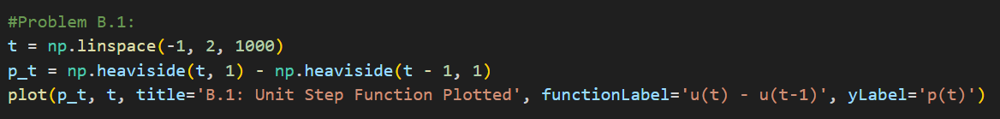 #Problem B.1:
t = np.linspace(-1, 2, 1000)
p_t = np.heaviside(t, 1) - np.heaviside(t - 1, 1)
plot(p_t, t, title='B.1: Unit Step Function Plotted', functionLabel='u(t) - u(t-1)', yLabel='p(t)')